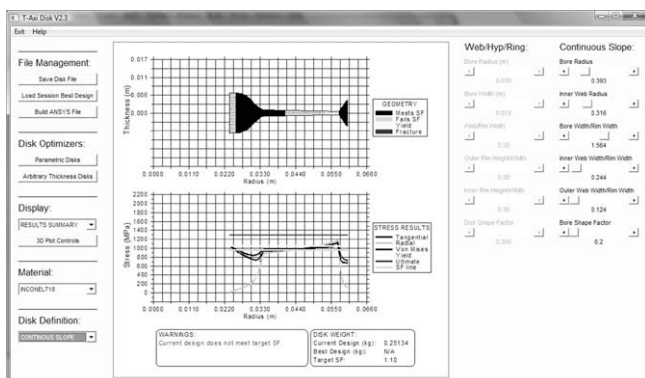 T-Axi Disk V2.3
Exit Help
File Management:
Save Disk File
Load Session Best Design
Build ANSYS File
Disk Optimizers:
Parametric Disks
Arbitrary Thickness Disks
Display:
RESULTS SUMMARY
3D Plot Controls
Material:
INCONEL718
Disk Definition:
CONTINOUS SLOPE
Thickness (m)
0.017
0.011
0.006
0.000
0.0000 0.0110 0.0220 0.0330 0.0440 0.0550 0.0660
Radius (m)
GEOMETRY
Meets SF
Fails SF
Yield
Fracture
Stress (MPa)
2200
2000
1800
1600
1400
1200
1000
800
600
400
200
0
0.0000 0.0110 0.0220 0.0330 0.0440 0.0550 0.0660
Radius (m)
STRESS RESULTS
Tangential
Radial
Von Mises
Yield
Ultimate
SF line
WARNINGS:
Current design does not meet target SF.
DISK WEIGHT:
Current Design (kg): 0.25134
Best Design (kg): N/A
Target SF: 1.10
Web/Hyp/Ring:
Bore Radius (m)
Bore Width (m)
Web/Rim Width
0.30
Outer Rim Height/Width
0.30
Inner Rim Height/Width
0.30
Disk Shape Factor
Continuous Slope:
Bore Radius
0.393
Inner Web Radius
0.316
Bore Width/Rim Width
1.564
Inner Web Width/Rim Width
0.244
Outer Web Width/Rim Width
0.124
Bore Shape Factor
0.2